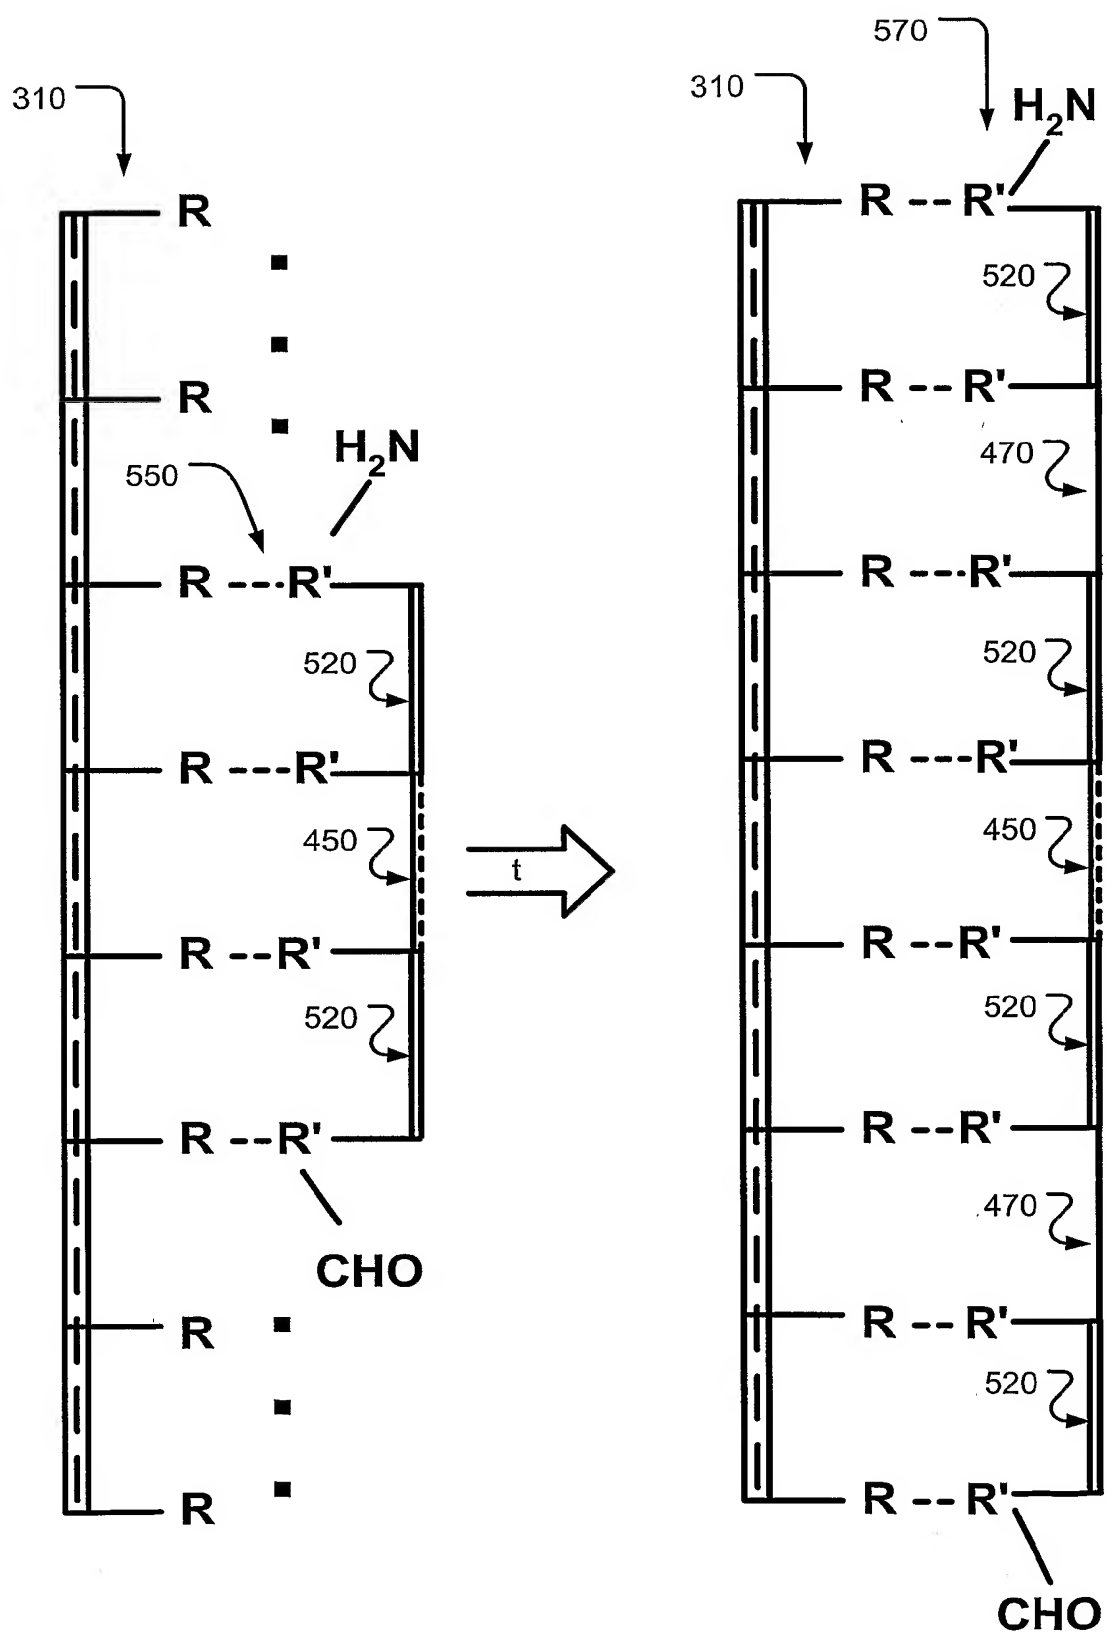 310
R
R
H₂N
550
R ---R'
520
R ---R'
450
R --R'
520
R --R'
CHO
R
R
t
570
310
H₂N
R --R'
520
R --R'
470
R ---R'
520
R ---R'
450
R --R'
520
R --R'
470
R --R'
520
R --R'
CHO